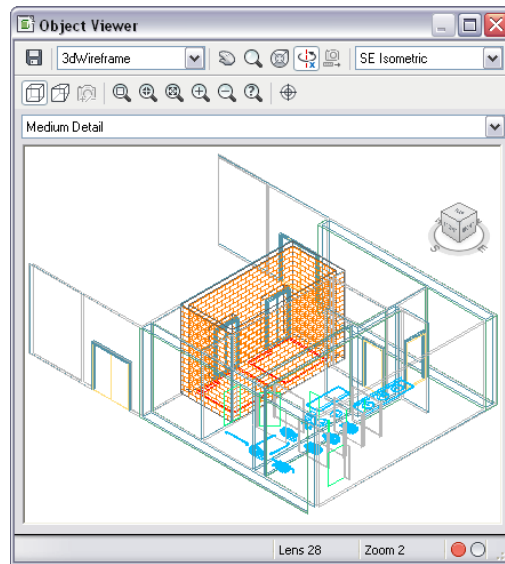 Object Viewer
3dWireframe
SE Isometric
Medium Detail
Lens 28 Zoom 2